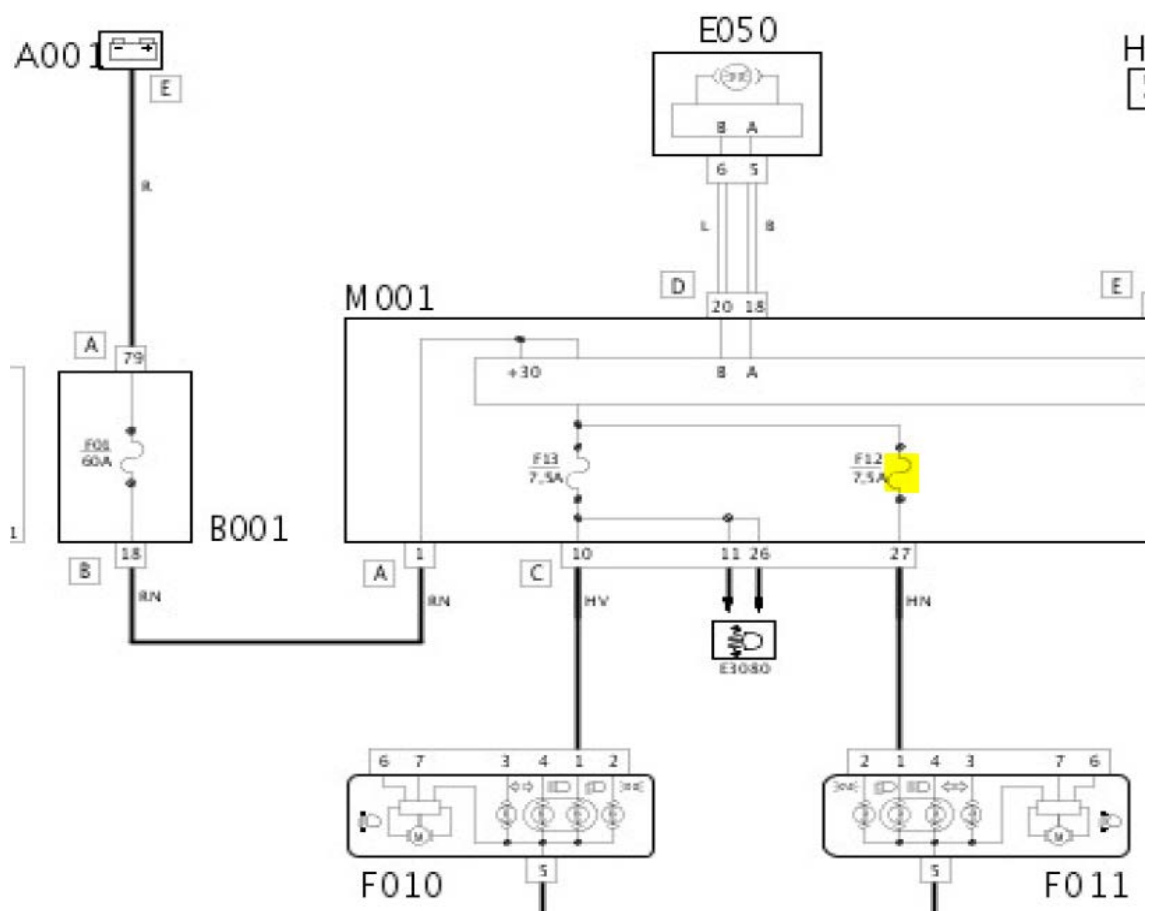 E050
A001
- +
H
E
B A
6 5
R
L B
D
E
M001
20 18
A
79
+30
B A
F01
60A
F13
7,5A
F12
7,5A
1
B001
18
1
10
11 26
27
B
A
C
RN
RN
HV
HN
E3080
6 7 3 4 1 2
2 1 4 3 7 6
M
M
5
5
F010
F011